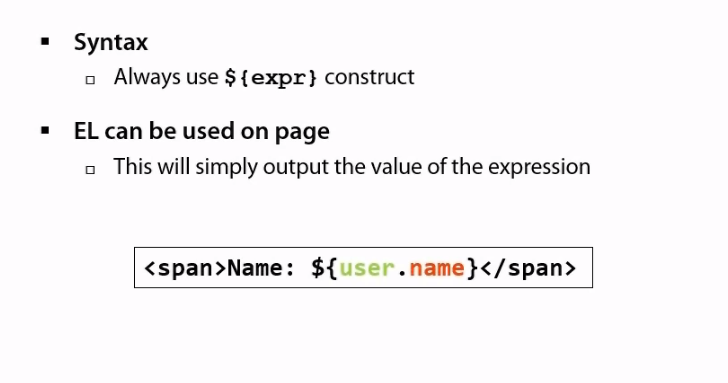 Syntax
Always use ${expr} construct
EL can be used on page
This will simply output the value of the expression
<span>Name: ${user.name}</span>